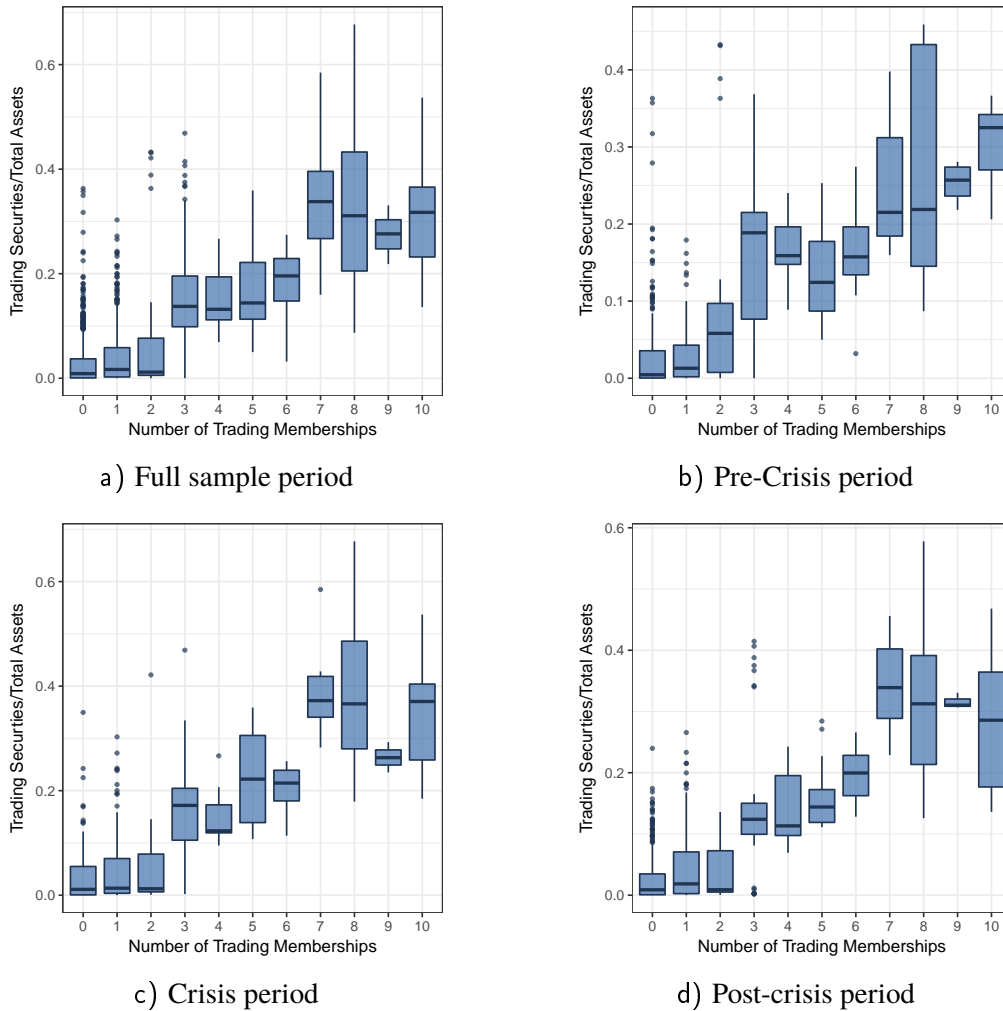 Trading Securties/Total Assets
0.6
0.4
0.2
0.0
0 1 2 3 4 5 6 7 8 9 10
Number of Trading Memberships
a) Full sample period
Trading Securties/Total Assets
0.4
0.3
0.2
0.1
0.0
0 1 2 3 4 5 6 7 8 9 10
Number of Trading Memberships
b) Pre-Crisis period
Trading Securties/Total Assets
0.6
0.4
0.2
0.0
0 1 2 3 4 5 6 7 8 9 10
Number of Trading Memberships
c) Crisis period
Trading Securties/Total Assets
0.6
0.4
0.2
0.0
0 1 2 3 4 5 6 7 8 9 10
Number of Trading Memberships
d) Post-crisis period